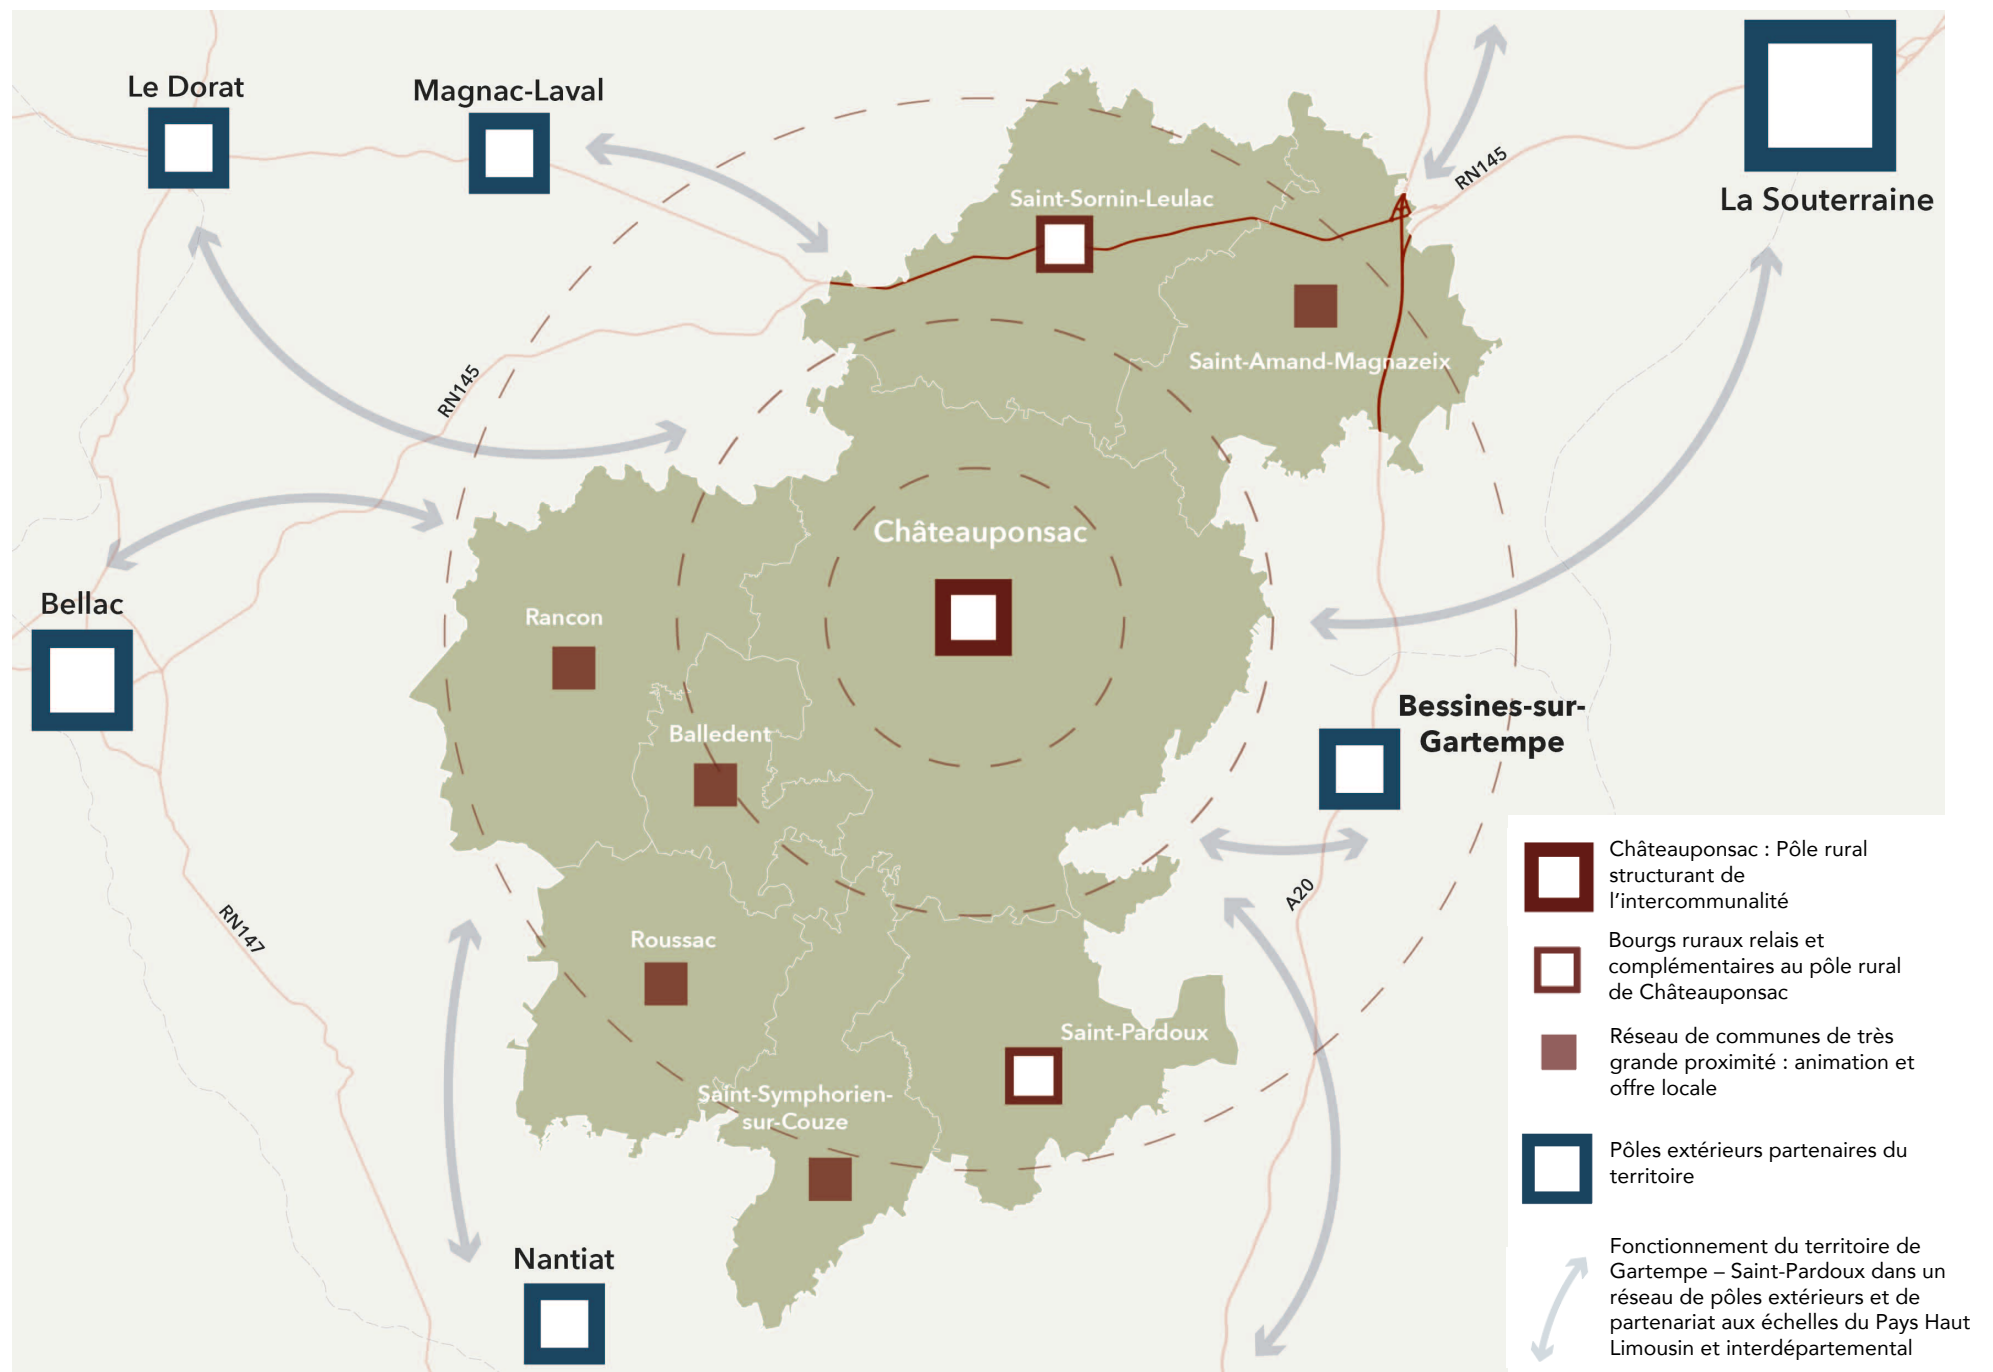 Le Dorat
Magnac-Laval
La Souterraine
RN145
Saint-Sornin-Leulac
Saint-Amand-Magnazeix
RN145
Châteauponsac
Bellac
Rancon
Balledent
Bessines-sur-
Gartempe
A20
RN147
Roussac
Saint-Pardoux
Saint-Symphorien-
sur-Couze
Nantiat
Châteauponsac : Pôle rural
structurant de
l'intercommunalité
Bourgs ruraux relais et
complémentaires au pôle rural
de Châteauponsac
Réseau de communes de très
grande proximité : animation et
offre locale
Pôles extérieurs partenaires du
territoire
Fonctionnement du territoire de
Gartempe – Saint-Pardoux dans un
réseau de pôles extérieurs et de
partenariat aux échelles du Pays Haut
Limousin et interdépartemental